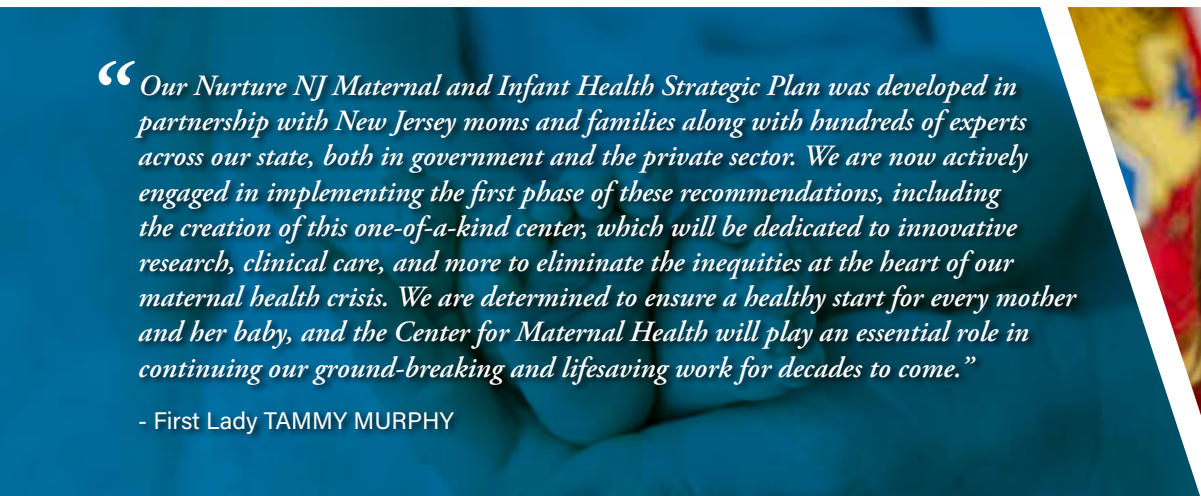 “ Our Nurture NJ Maternal and Infant Health Strategic Plan was developed in
partnership with New Jersey moms and families along with hundreds of experts
across our state, both in government and the private sector. We are now actively
engaged in implementing the first phase of these recommendations, including
the creation of this one-of-a-kind center, which will be dedicated to innovative
research, clinical care, and more to eliminate the inequities at the heart of our
maternal health crisis. We are determined to ensure a healthy start for every mother
and her baby, and the Center for Maternal Health will play an essential role in
continuing our ground-breaking and lifesaving work for decades to come.”
- First Lady TAMMY MURPHY